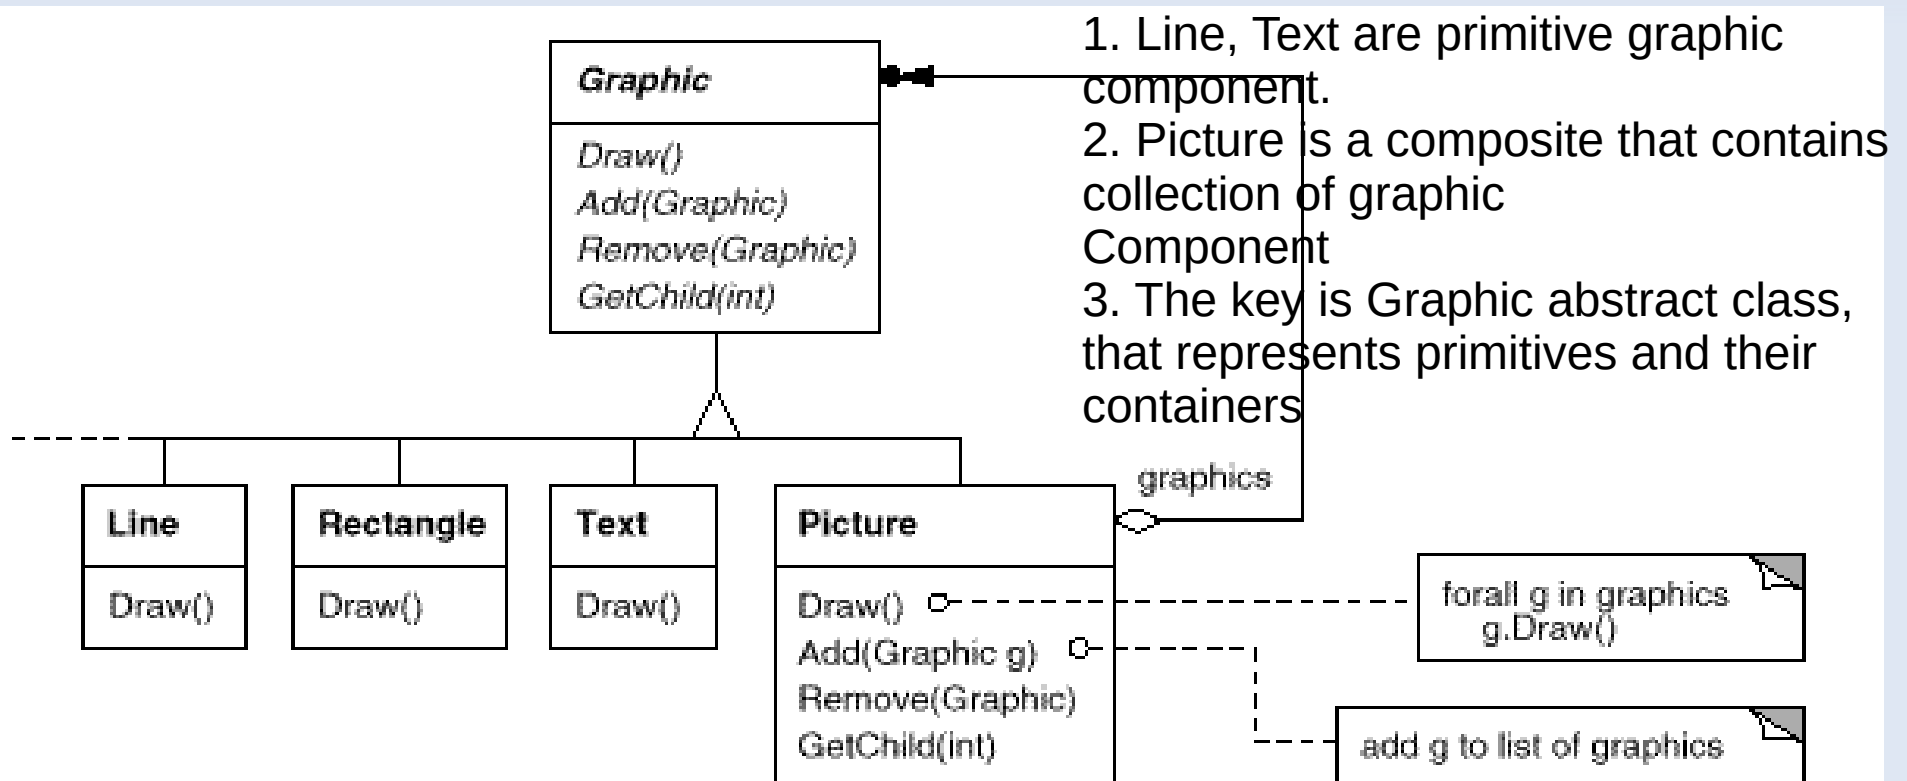 1. Line, Text are primitive graphic
component.
2. Picture is a composite that contains
collection of graphic
Component
3. The key is Graphic abstract class,
that represents primitives and their
containers
Graphic
Draw()
Add(Graphic)
Remove(Graphic)
GetChild(int)
graphics
Line
Draw()
Rectangle
Draw()
Text
Draw()
Picture
Draw()
Add(Graphic g)
Remove(Graphic)
GetChild(int)
forall g in graphics
g.Draw()
add g to list of graphics